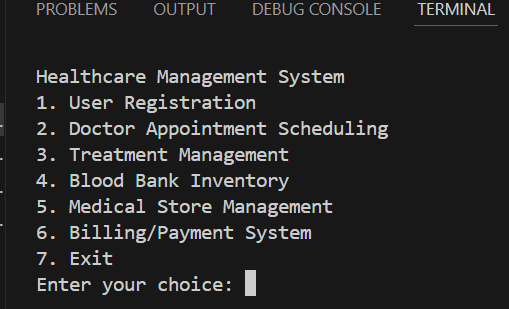 PROBLEMS OUTPUT DEBUG CONSOLE TERMINAL
Healthcare Management System
1. User Registration
2. Doctor Appointment Scheduling
3. Treatment Management
4. Blood Bank Inventory
5. Medical Store Management
6. Billing/Payment System
7. Exit
Enter your choice: